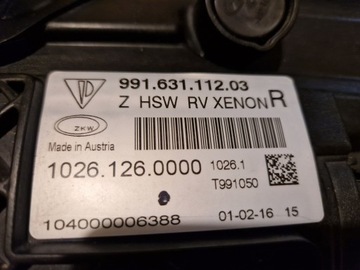 991.631.112.03
Z HSW RV XENON R
ZKW
Made in Austria
1026.126.0000 1026.1
T991050
104000006388 01-02-16 15